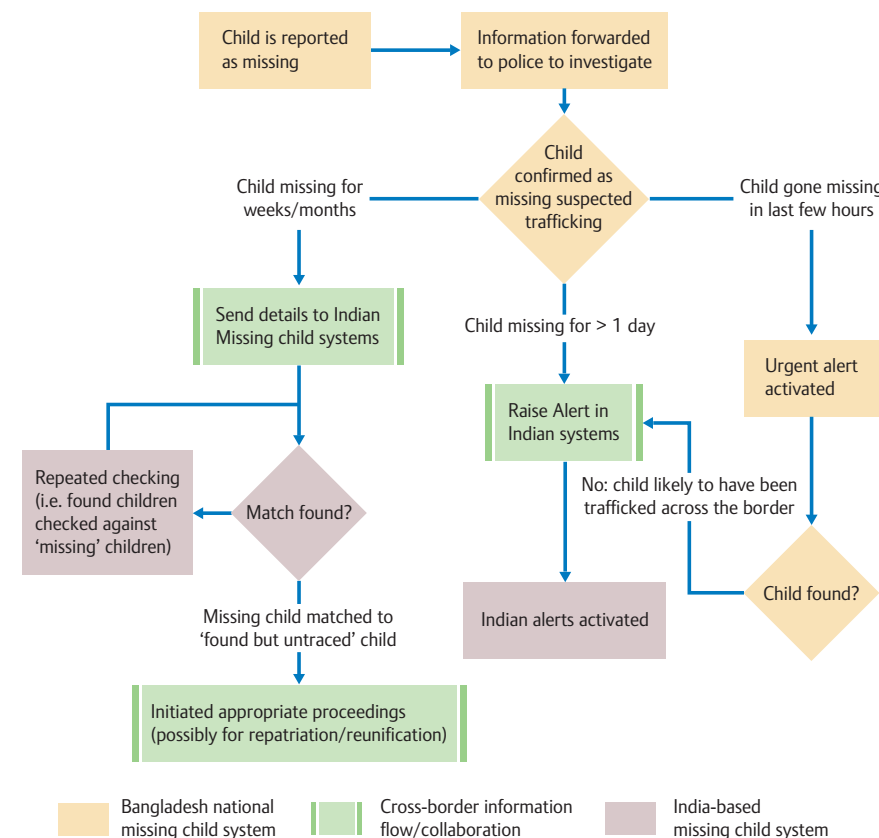 Child is reported
as missing
Information forwarded
to police to investigate
Child
confirmed as
missing suspected
trafficking
Child missing for
weeks/months
Child gone missing
in last few hours
Send details to Indian
Missing child systems
Child missing for > 1 day
Urgent alert
activated
Raise Alert in
Indian systems
Repeated checking
(i.e. found children
checked against
‘missing’ children)
Match found?
No: child likely to have been
trafficked across the border
Child found?
Indian alerts activated
Missing child matched to
‘found but untraced’ child
Initiated appropriate proceedings
(possibly for repatriation/reunification)
Bangladesh national
missing child system
Cross-border information
flow/collaboration
India-based
missing child system